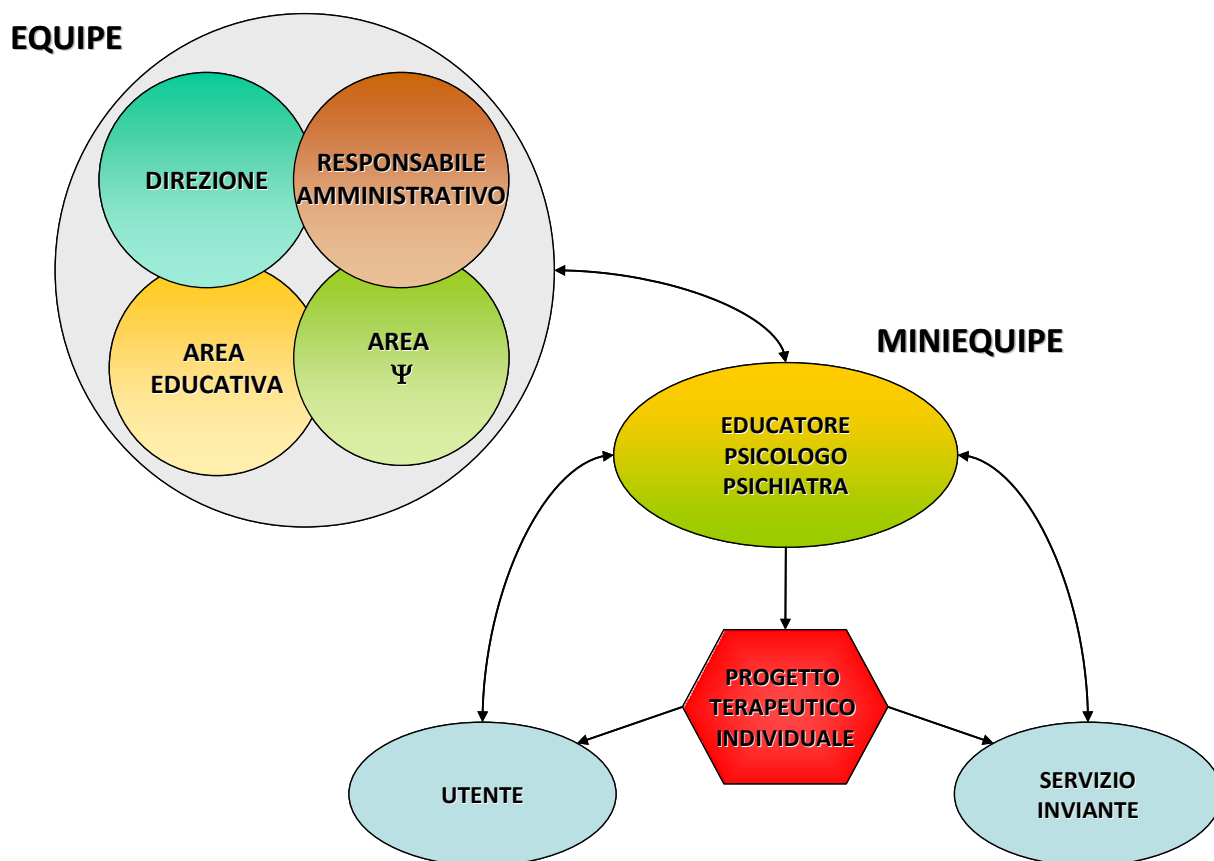 EQUIPE
DIREZIONE
RESPONSABILE
AMMINISTRATIVO
AREA
EDUCATIVA
AREA
Ψ
MINIEQUIPE
EDUCATORE
PSICOLOGO
PSICHIATRA
PROGETTO
TERAPEUTICO
INDIVIDUALE
UTENTE
SERVIZIO
INVIANTE